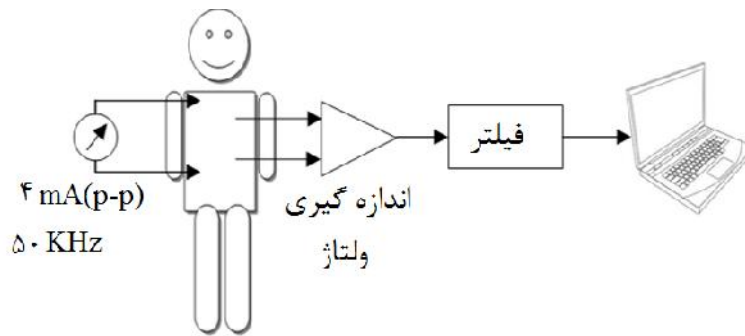 فیلتر
۴ mA(p-p)
۵۰ KHz
اندازه گیری
ولتاژ